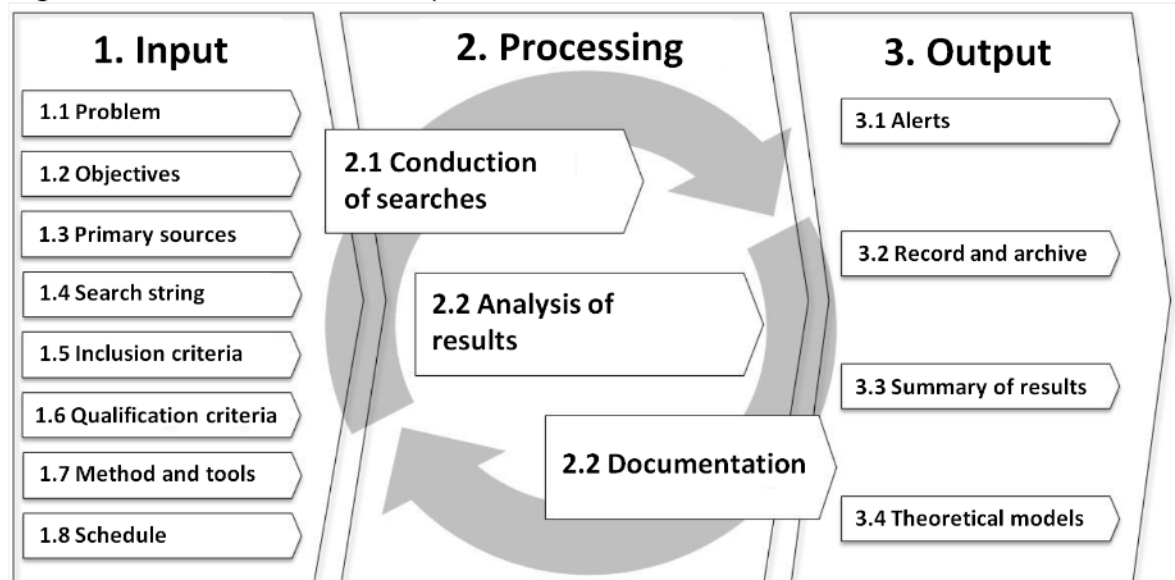 1. Input
1.1 Problem
1.2 Objectives
1.3 Primary sources
1.4 Search string
1.5 Inclusion criteria
1.6 Qualification criteria
1.7 Method and tools
1.8 Schedule
2. Processing
2.1 Conduction
of searches
2.2 Analysis of
results
2.2 Documentation
3. Output
3.1 Alerts
3.2 Record and archive
3.3 Summary of results
3.4 Theoretical models